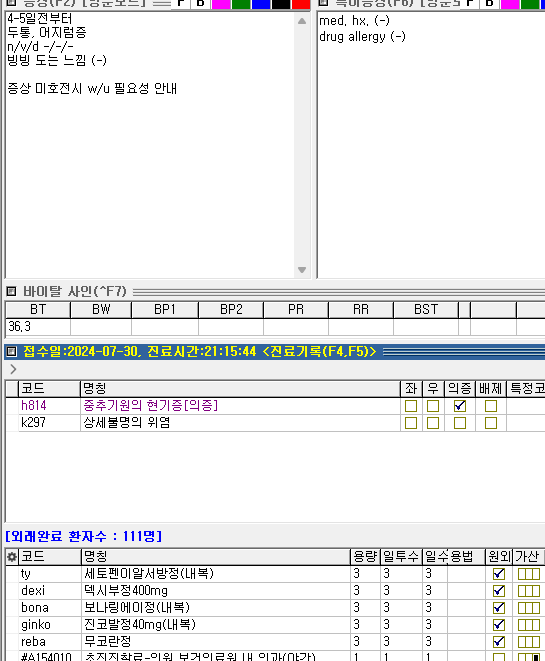 증상(F2) [방문모드] F B
특이증상(F6) [방문모 F B
4-5일전부터
두통, 어지럼증
n/v/d -/-/-
빙빙 도는 느낌 (-)
증상 미호전시 w/u 필요성 안내
med. hx. (-)
drug allergy (-)
바이탈 사인(^F7)
BT BW BP1 BP2 PR RR BST
36.3
접수일:2024-07-30, 진료시간:21:15:44 <진료기록(F4,F5)>
>
코드 명칭 좌 우 의증 배제 특정코
h814 중추기원의 현기증[의증]
k297 상세불명의 위염
[외래완료 환자수 : 111명]
코드 명칭 용량 일투수 일수 용법 원외 가산
ty 세토펜이알서방정(내복) 3 3 3
dexi 덱시부정400mg 3 3 3
bona 보나링에이정(내복) 3 3 3
ginko 진코발정40mg(내복) 3 3 3
reba 무코란정 3 3 3
#A154010 초진진찰료-의원,보건의료원 내 의과(야간) 1 1 1